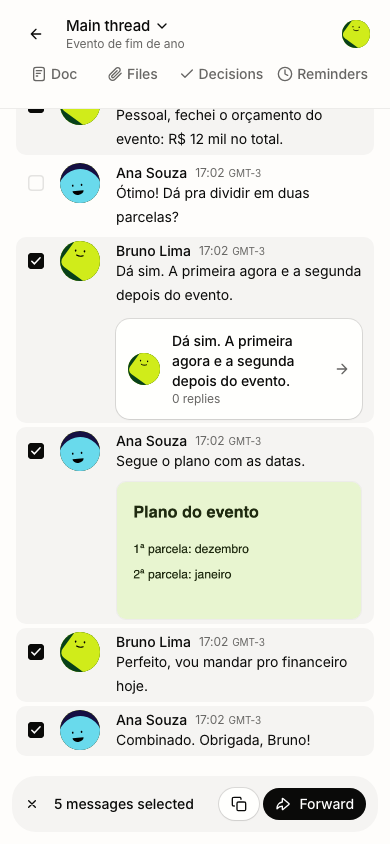 Main thread
Evento de fim de ano
Doc Files Decisions Reminders
Pessoal, fechei o orçamento do
evento: R$ 12 mil no total.
Ana Souza 17:02 GMT-3
Ótimo! Dá pra dividir em duas
parcelas?
Bruno Lima 17:02 GMT-3
Dá sim. A primeira agora e a segunda
depois do evento.
Dá sim. A primeira
agora e a segunda
depois do evento.
0 replies
Ana Souza 17:02 GMT-3
Segue o plano com as datas.
Plano do evento
1ª parcela: dezembro
2ª parcela: janeiro
Bruno Lima 17:02 GMT-3
Perfeito, vou mandar pro financeiro
hoje.
Ana Souza 17:02 GMT-3
Combinado. Obrigada, Bruno!
5 messages selected Forward